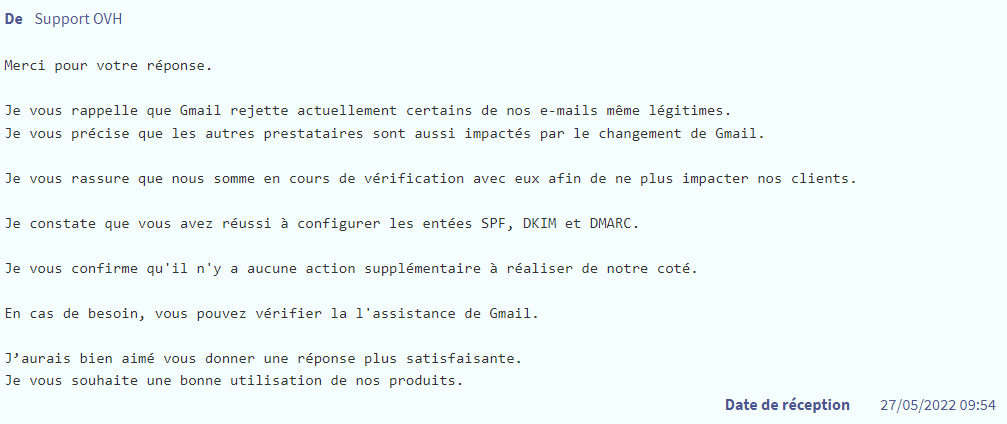 De Support OVH
Merci pour votre réponse.
Je vous rappelle que Gmail rejette actuellement certains de nos e-mails même légitimes.
Je vous précise que les autres prestataires sont aussi impactés par le changement de Gmail.
Je vous rassure que nous somme en cours de vérification avec eux afin de ne plus impacter nos clients.
Je constate que vous avez réussi à configurer les entées SPF, DKIM et DMARC.
Je vous confirme qu'il n'y a aucune action supplémentaire à réaliser de notre coté.
En cas de besoin, vous pouvez vérifier la l'assistance de Gmail.
J’aurais bien aimé vous donner une réponse plus satisfaisante.
Je vous souhaite une bonne utilisation de nos produits.
Date de réception 27/05/2022 09:54